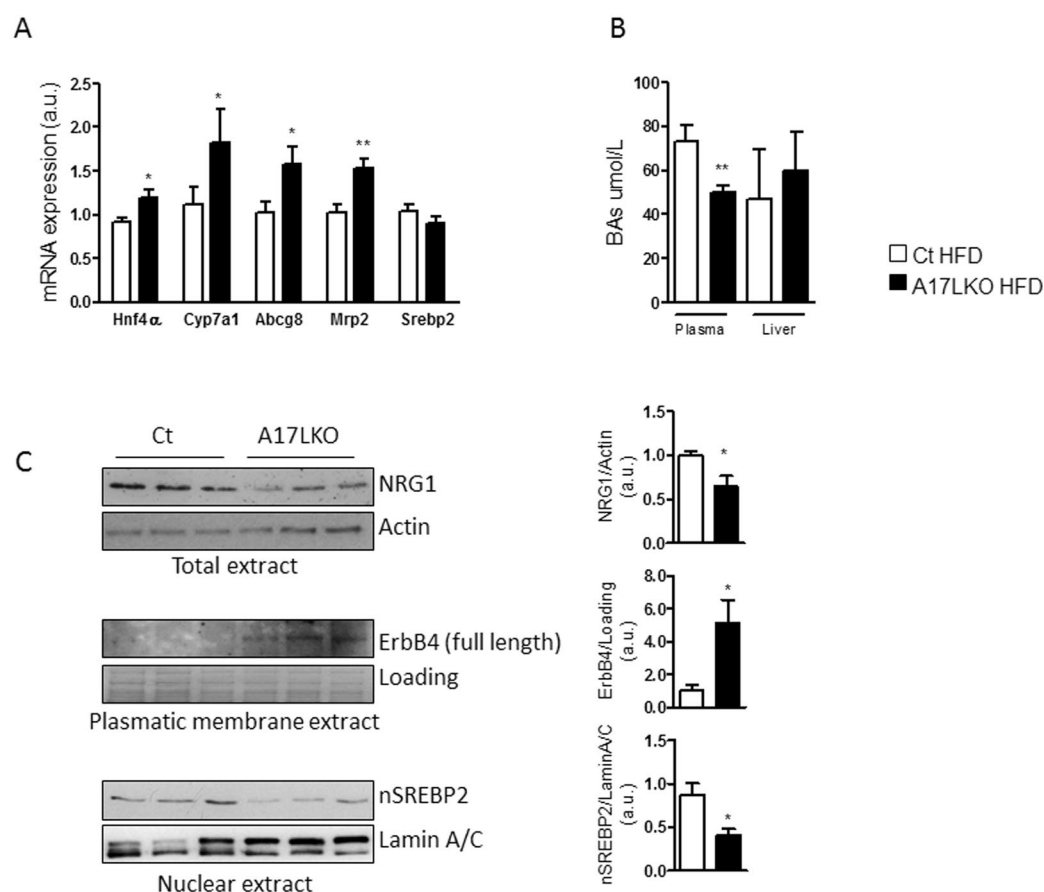 A
mRNA expression (a.u.)
2.5
2.0
1.5
1.0
0.5
0.0
*
*
*
**
Hnf4α Cyp7a1 Abcg8 Mrp2 Srebp2
B
BAs umol/L
100
80
60
40
20
0
**
Plasma Liver
Ct HFD
A17LKO HFD
C
Ct A17LKO
NRG1
Actin
Total extract
ErbB4 (full length)
Loading
Plasmatic membrane extract
nSREBP2
Lamin A/C
Nuclear extract
NRG1/Actin
(a.u.)
1.5
1.0
0.5
0.0
*
ErbB4/Loading
(a.u.)
8.0
6.0
4.0
2.0
0.0
*
nSREBP2/LaminA/C
(a.u.)
1.5
1.0
0.5
0.0
*